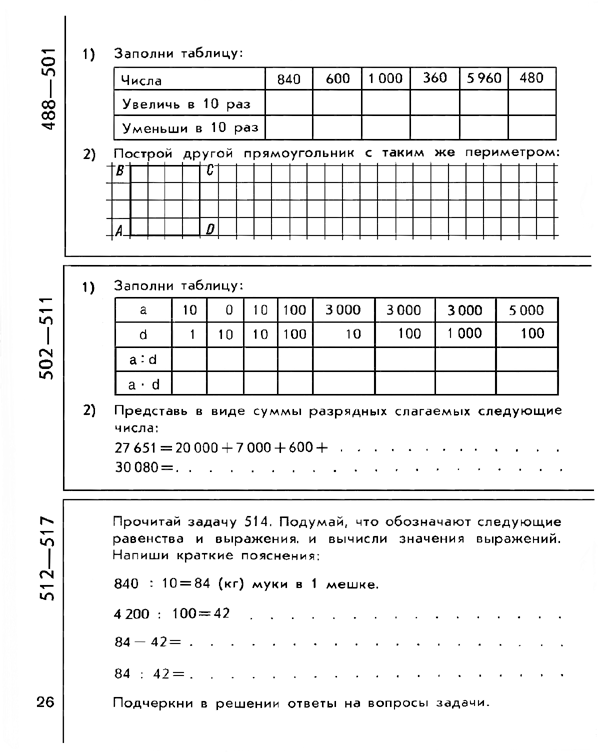 488—501
1) Заполни таблицу:
Числа 840 600 1 000 360 5 960 480
Увеличь в 10 раз
Уменьши в 10 раз
2) Построй другой прямоугольник с таким же периметром:
B C
A D
502—511
1) Заполни таблицу:
a 10 0 10 100 3 000 3 000 3 000 5 000
d 1 10 10 100 10 100 1 000 100
a : d
a · d
2) Представь в виде суммы разрядных слагаемых следующие
числа:
27 651 = 20 000 + 7 000 + 600 + . . . . . . . . . . . . .
30 080 = . . . . . . . . . . . . . . . . . . . .
512—517
Прочитай задачу 514. Подумай, что обозначают следующие
равенства и выражения. и вычисли значения выражений.
Напиши краткие пояснения:
840 : 10 = 84 (кг) муки в 1 мешке.
4 200 : 100 = 42 . . . . . . . . . . . . . . . . .
84 — 42 = . . . . . . . . . . . . . . . . . . . .
84 : 42 = . . . . . . . . . . . . . . . . . . . .
26 Подчеркни в решении ответы на вопросы задачи.